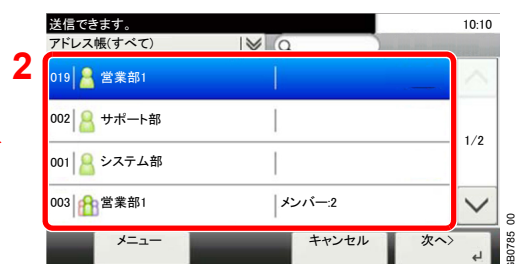 送信できます。 10:10
アドレス帳(すべて)
2
019 営業部1
002 サポート部
1/2
001 システム部
003 営業部1 メンバー:2
メニュー キャンセル 次へ>
GB0785 00